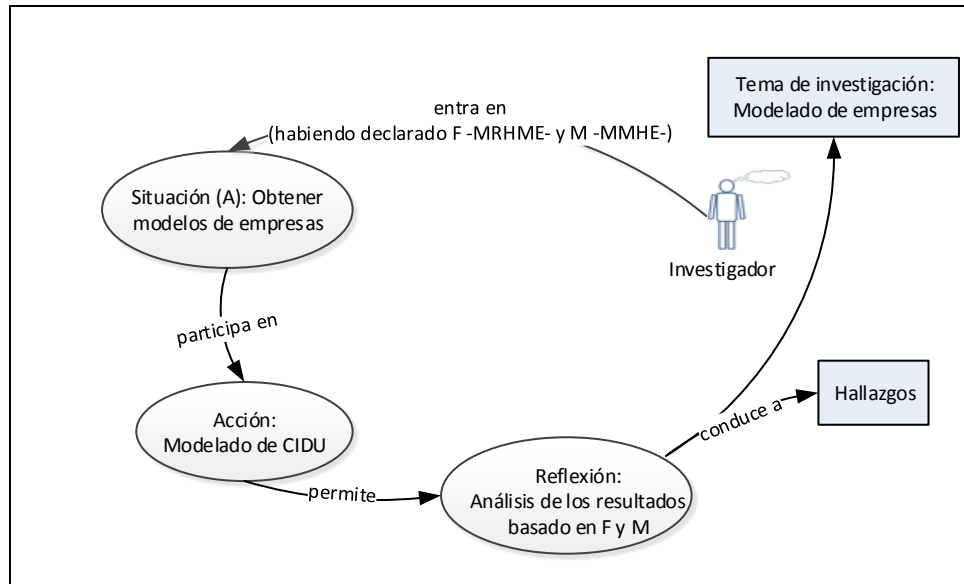 Tema de investigación:
Modelado de empresas
entra en
(habiendo declarado F -MRHME- y M -MMHE-)
Situación (A): Obtener
modelos de empresas
Investigador
participa en
Acción:
Modelado de CIDU
permite
Reflexión:
Análisis de los resultados
basado en F y M
conduce a
Hallazgos